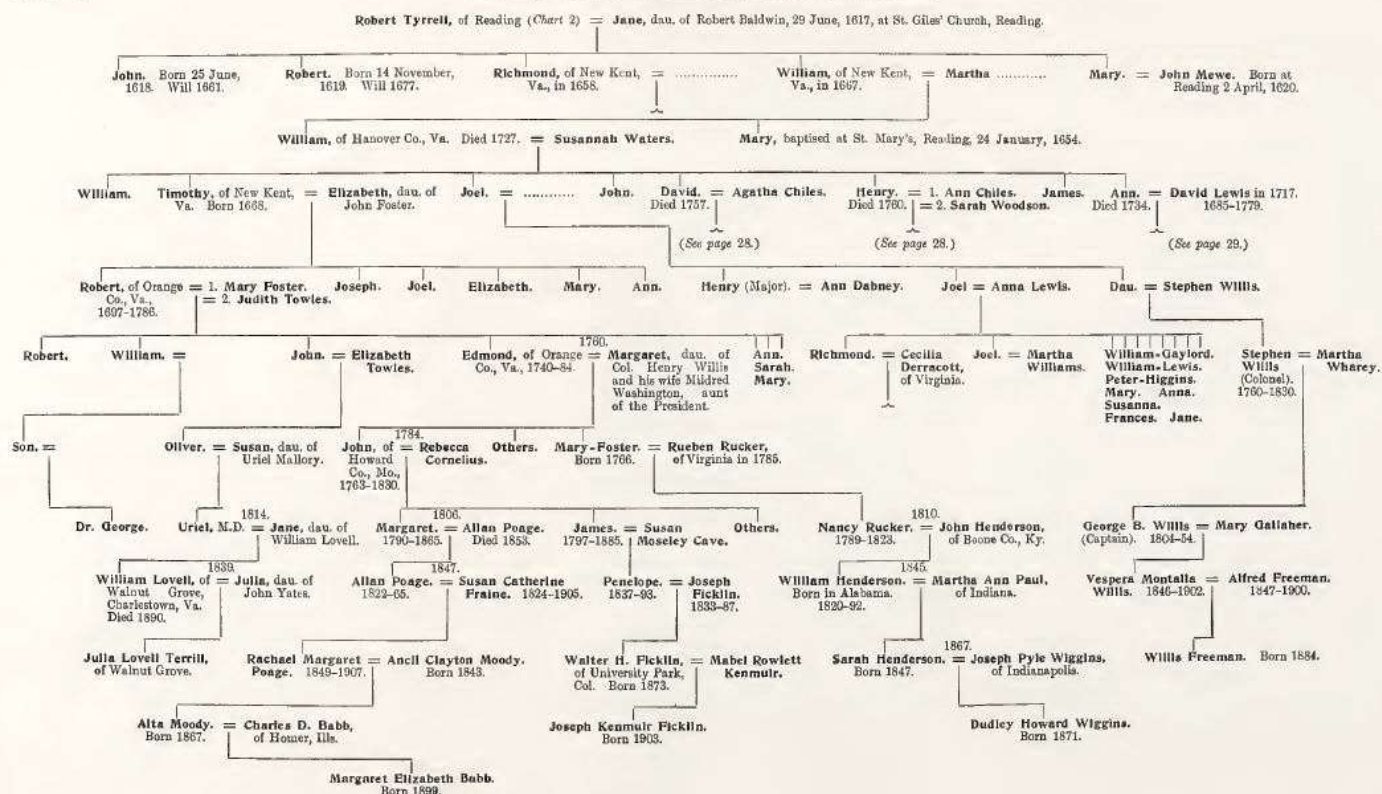 Robert Tyrrell, of Reading (Chart 2) = Jane, dau. of Robert Baldwin, 29 June, 1617, at St. Giles' Church, Reading.
John. Born 25 June,
1618. Will 1661.
Robert. Born 14 November,
1619. Will 1677.
Richmond, of New Kent, = ..............
Va., in 1658.
William, of New Kent, = Martha ............
Va., in 1667.
Mary. = John Mewe. Born at
Reading 2 April, 1620.
William, of Hanover Co., Va. Died 1727. = Susannah Waters.
Mary, baptised at St. Mary's, Reading, 24 January, 1654.
William.
Timothy, of New Kent, = Elizabeth, dau. of
Va. Born 1668. John Foster.
Joel. = ............
John.
David. = Agatha Chiles.
Died 1757.
Henry. = 1. Ann Chiles.
Died 1760. = 2. Sarah Woodson.
James.
Ann. = David Lewis in 1717.
Died 1734. 1685-1779.
(See page 28.)
(See page 28.)
(See page 29.)
Robert, of Orange = 1. Mary Foster.
Co., Va., = 2. Judith Towles.
1697-1786.
Joseph.
Joel.
Elizabeth.
Mary.
Ann.
Henry (Major). = Ann Dabney.
Joel = Anna Lewis.
Dau. = Stephen Willis.
Robert.
William. =
John. = Elizabeth
Towles.
1760.
Edmond, of Orange = Margaret, dau. of
Co., Va., 1740-84. Col. Henry Willis
and his wife Mildred
Washington, aunt
of the President.
Ann.
Sarah.
Mary.
Richmond. = Cecilia
Derracott,
of Virginia.
Joel. = Martha
Williams.
William-Gaylord.
William-Lewis.
Peter-Higgins.
Mary. Anna.
Susanna.
Frances. Jane.
Stephen = Martha
Willis Wharey.
(Colonel).
1760-1830.
Son. =
Oliver. = Susan, dau. of
Uriel Mallory.
1784.
John, of = Rebecca
Howard Cornelius.
Co., Mo.,
1763-1830.
Others.
Mary-Foster. = Rueben Rucker,
Born 1766. of Virginia in 1785.
Dr. George.
1814.
Uriel, M.D. = Jane, dau. of
William Lovell.
1806.
Margaret. = Allan Poage.
1790-1865. Died 1853.
James. = Susan
1797-1885. Moseley Cave.
Others.
1810.
Nancy Rucker. = John Henderson,
1789-1823. of Boone Co., Ky.
George B. Willis = Mary Gallaher.
(Captain). 1804-54.
1839.
William Lovell, of = Julia, dau. of
Walnut Grove, John Yates.
Charlestown, Va.
Died 1890.
1847.
Allan Poage. = Susan Catherine
1822-65. Fraine. 1824-1905.
Penelope. = Joseph
1837-93. Ficklin.
1833-87.
1845.
William Henderson. = Martha Ann Paul,
Born in Alabama. of Indiana.
1820-92.
Vespera Montalla = Alfred Freeman.
Willis. 1846-1902. 1847-1900.
Julia Lovell Terrill,
of Walnut Grove.
Rachael Margaret = Ancil Clayton Moody.
Poage. 1849-1907. Born 1843.
Walter H. Ficklin, = Mabel Rowlett
of University Park, Kenmuir.
Col. Born 1873.
1867.
Sarah Henderson. = Joseph Pyle Wiggins,
Born 1847. of Indianapolis.
Willis Freeman. Born 1884.
Alta Moody. = Charles D. Babb,
Born 1867. of Homer, Ills.
Joseph Kenmuir Ficklin.
Born 1903.
Dudley Howard Wiggins.
Born 1871.
Margaret Elizabeth Babb.
Born 1899.